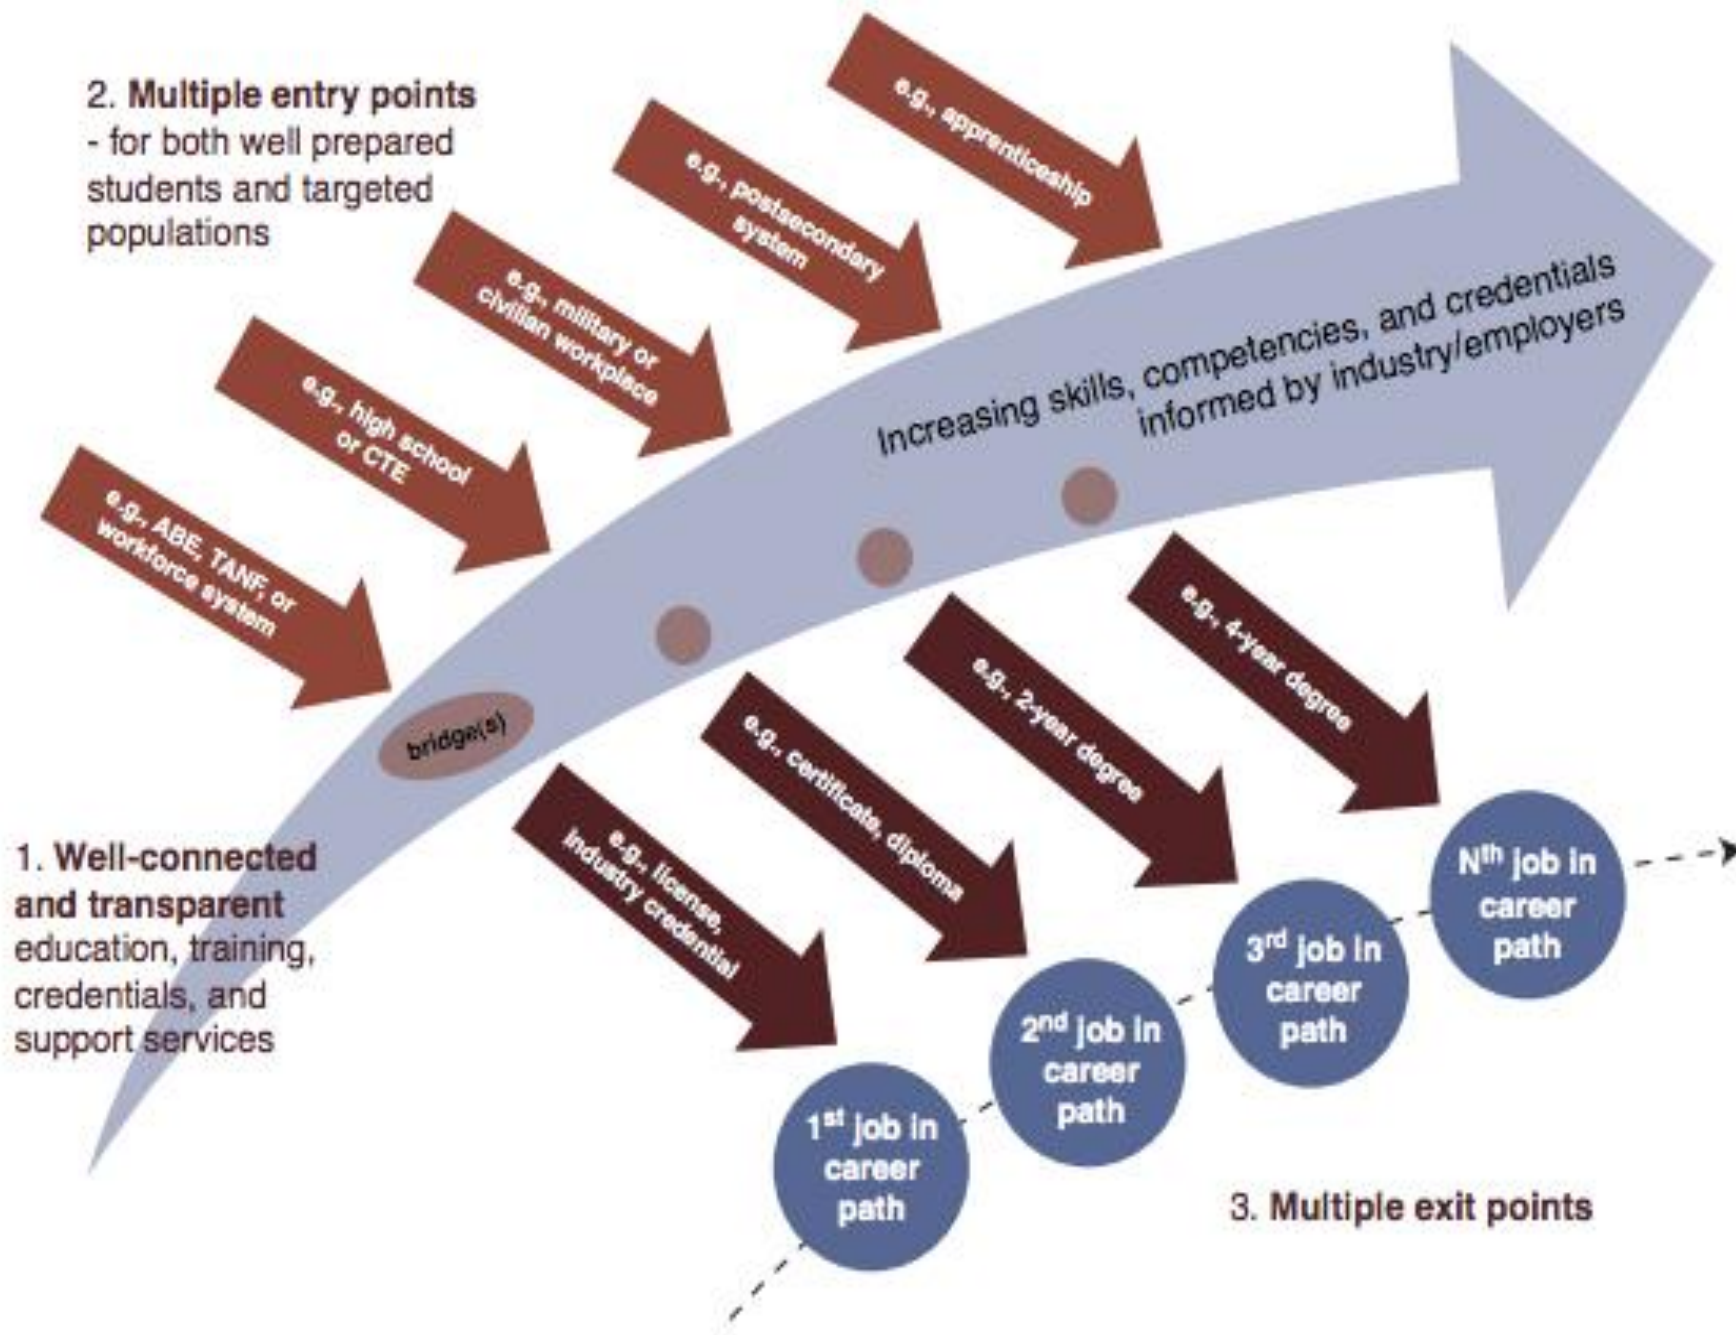 2. Multiple entry points
- for both well prepared
students and targeted
populations
e.g., apprenticeship
e.g., postsecondary
system
e.g., military or
civilian workplace
e.g., high school
or CTE
e.g., ABE, TANF, or
workforce system
Increasing skills, competencies, and credentials
informed by industry/employers
bridge(s)
1. Well-connected
and transparent
education, training,
credentials, and
support services
e.g., license,
industry credential
e.g., certificate, diploma
e.g., 2-year degree
e.g., 4-year degree
1st job in
career
path
2nd job in
career
path
3rd job in
career
path
Nth job in
career
path
3. Multiple exit points